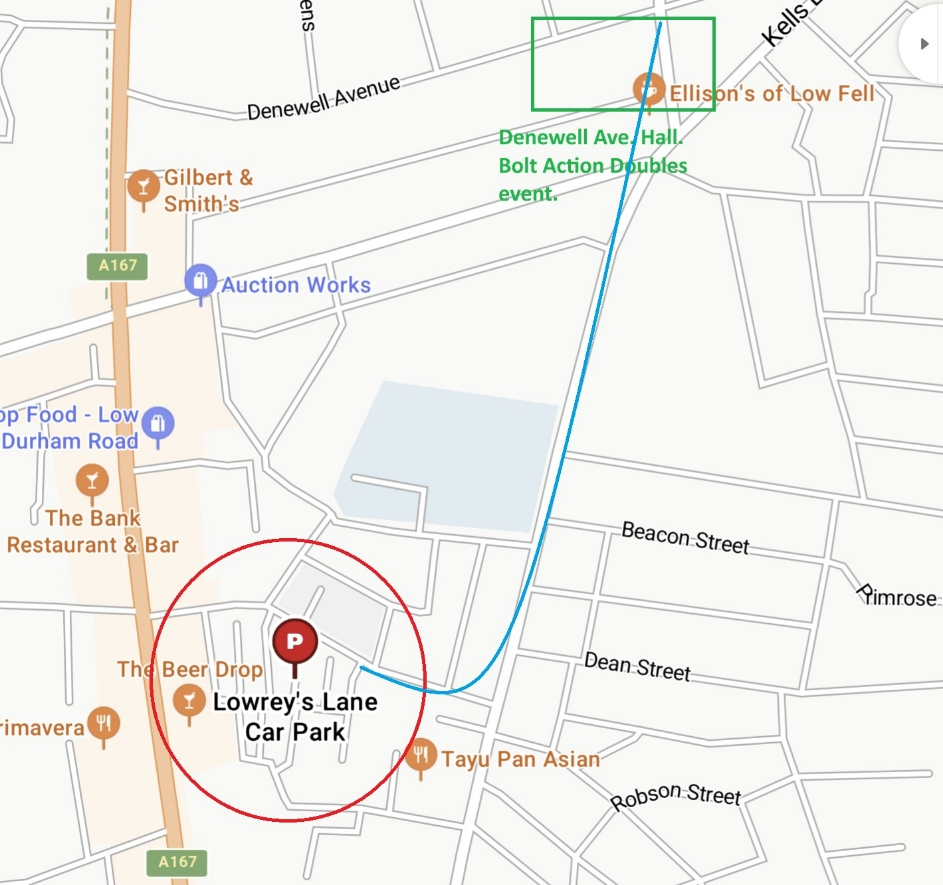 ens
Kells
Denewell Avenue
Ellison's of Low Fell
Denewell Ave. Hall.
Bolt Action Doubles
event.
Gilbert &
Smith's
A167
Auction Works
op Food - Low
Durham Road
The Bank
Restaurant & Bar
Beacon Street
Primrose
Dean Street
P
The Beer Drop
Lowrey's Lane
Car Park
rimavera
Tayu Pan Asian
Robson Street
A167